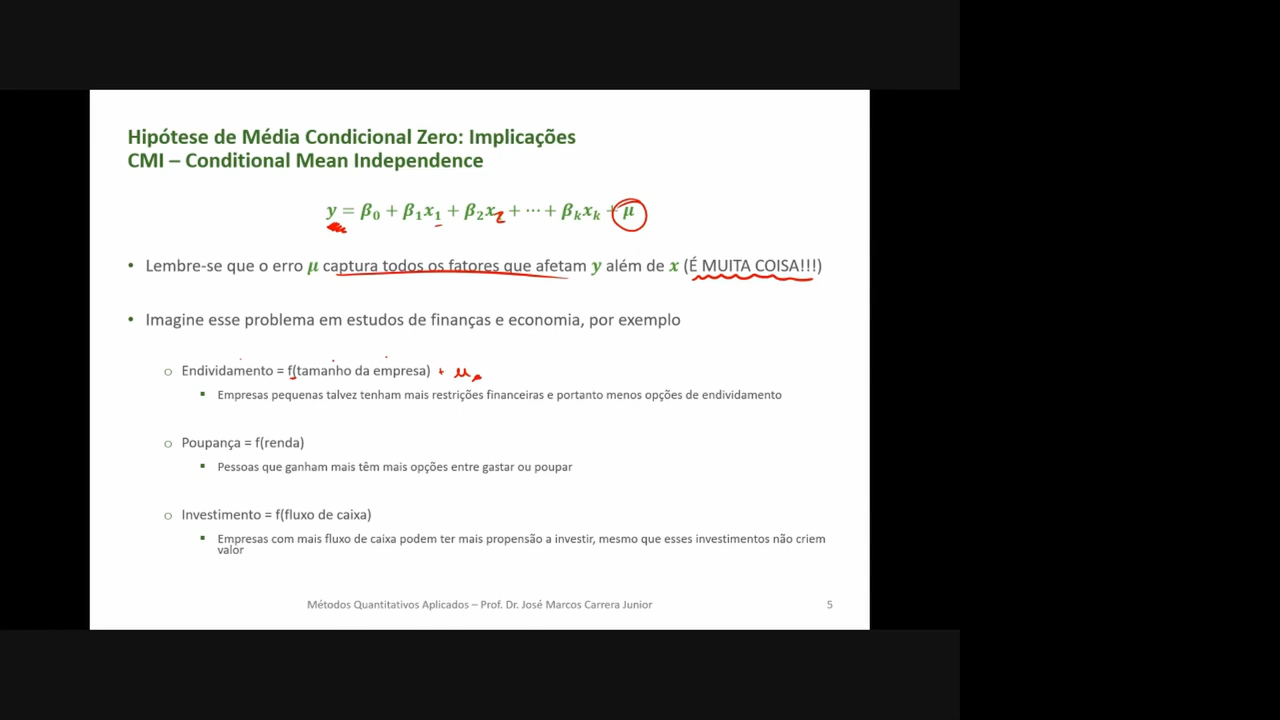 Hipótese de Média Condicional Zero: Implicações
CMI – Conditional Mean Independence
y = β₀ + β₁x₁ + β₂x₂ + ⋯ + βₖxₖ + μ
• Lembre-se que o erro μ captura todos os fatores que afetam y além de x (É MUITA COISA!!!)
• Imagine esse problema em estudos de finanças e economia, por exemplo
o Endividamento = f(tamanho da empresa) + μ
▪ Empresas pequenas talvez tenham mais restrições financeiras e portanto menos opções de endividamento
o Poupança = f(renda)
▪ Pessoas que ganham mais têm mais opções entre gastar ou poupar
o Investimento = f(fluxo de caixa)
▪ Empresas com mais fluxo de caixa podem ter mais propensão a investir, mesmo que esses investimentos não criem
valor
Métodos Quantitativos Aplicados – Prof. Dr. José Marcos Carrera Junior
5